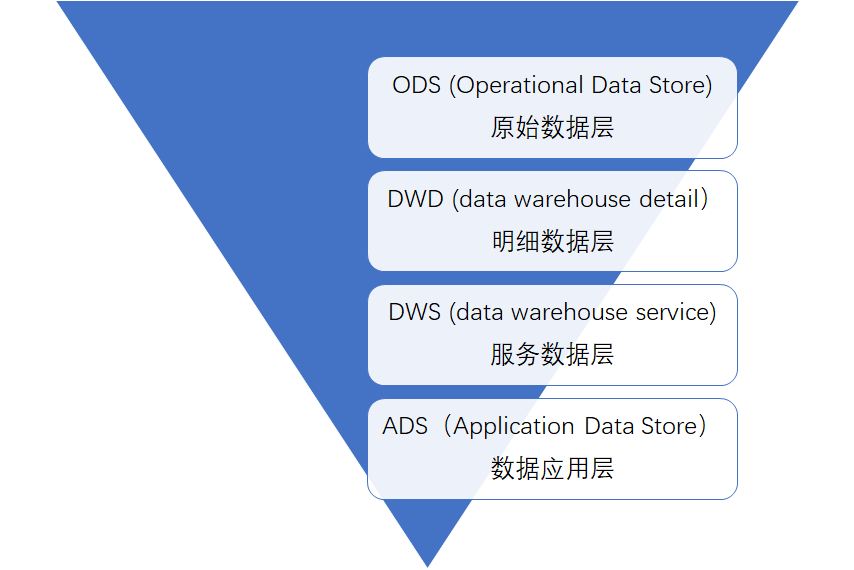 ODS (Operational Data Store)
原始数据层
DWD (data warehouse detail）
明细数据层
DWS (data warehouse service)
服务数据层
ADS（Application Data Store）
数据应用层